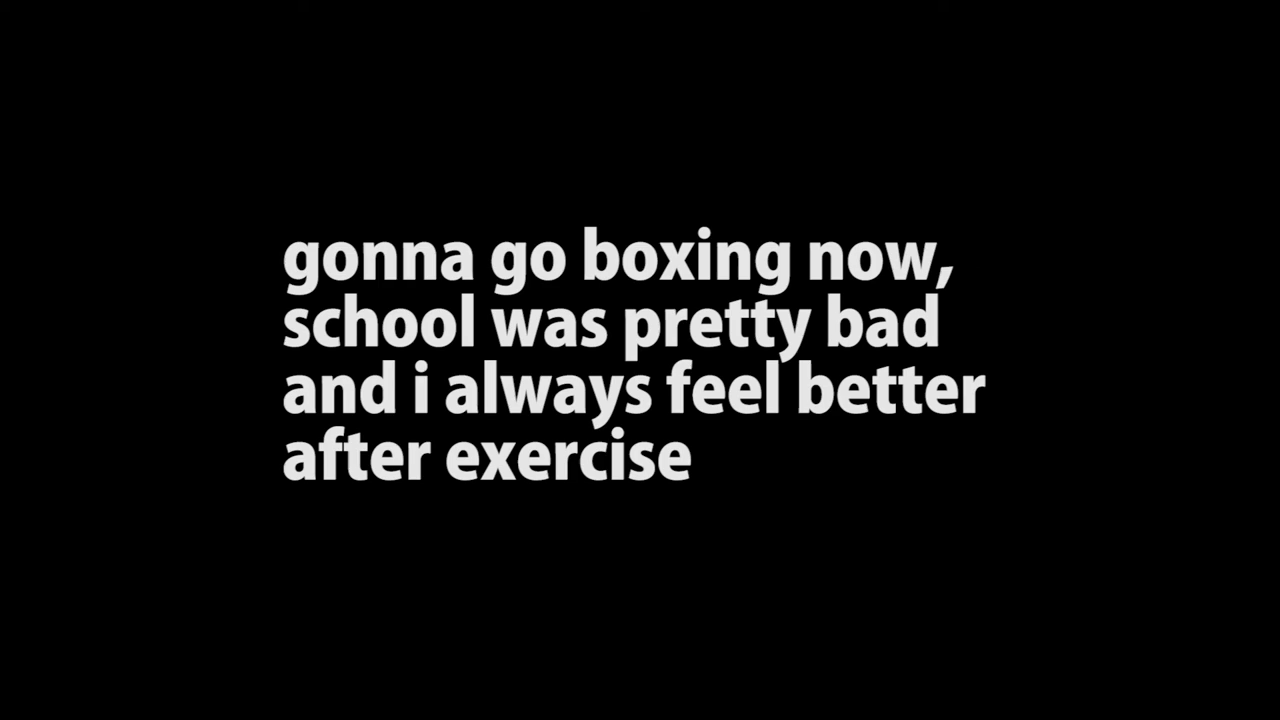 gonna go boxing now,
school was pretty bad
and i always feel better
after exercise